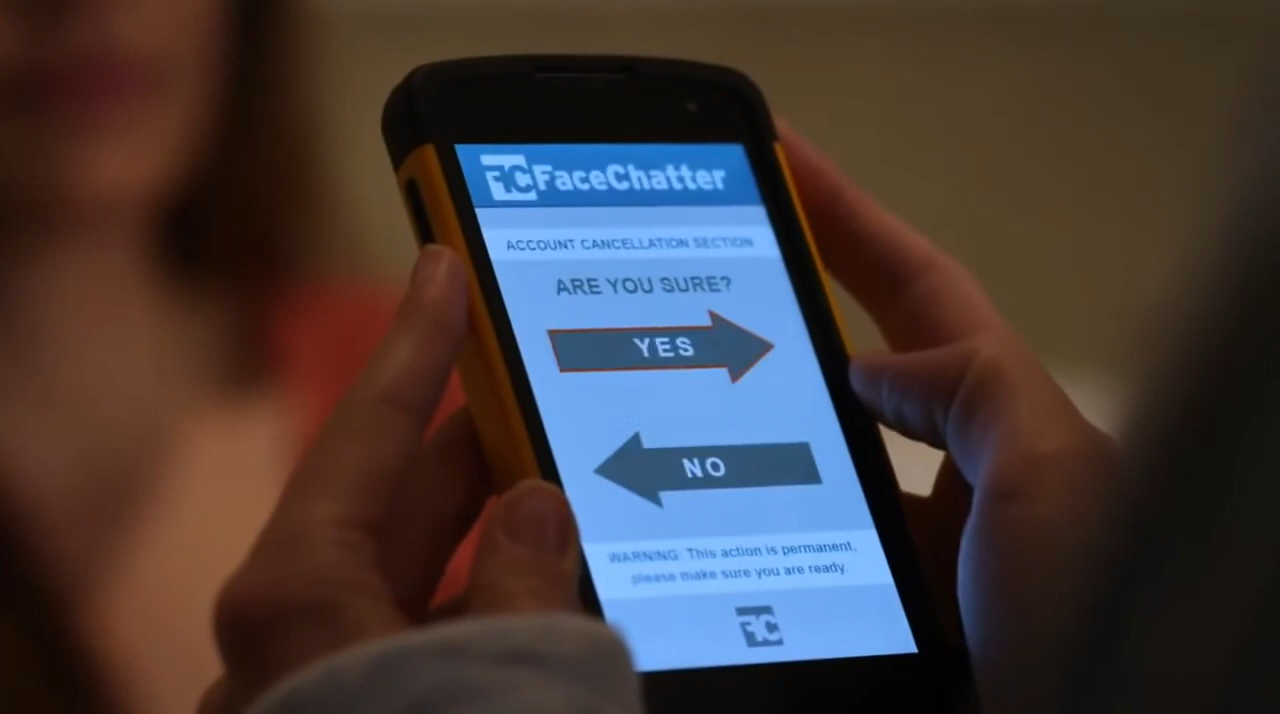 FC FaceChatter
ACCOUNT CANCELLATION SECTION
ARE YOU SURE?
YES
NO
WARNING: This action is permanent,
please make sure you are ready.
FC